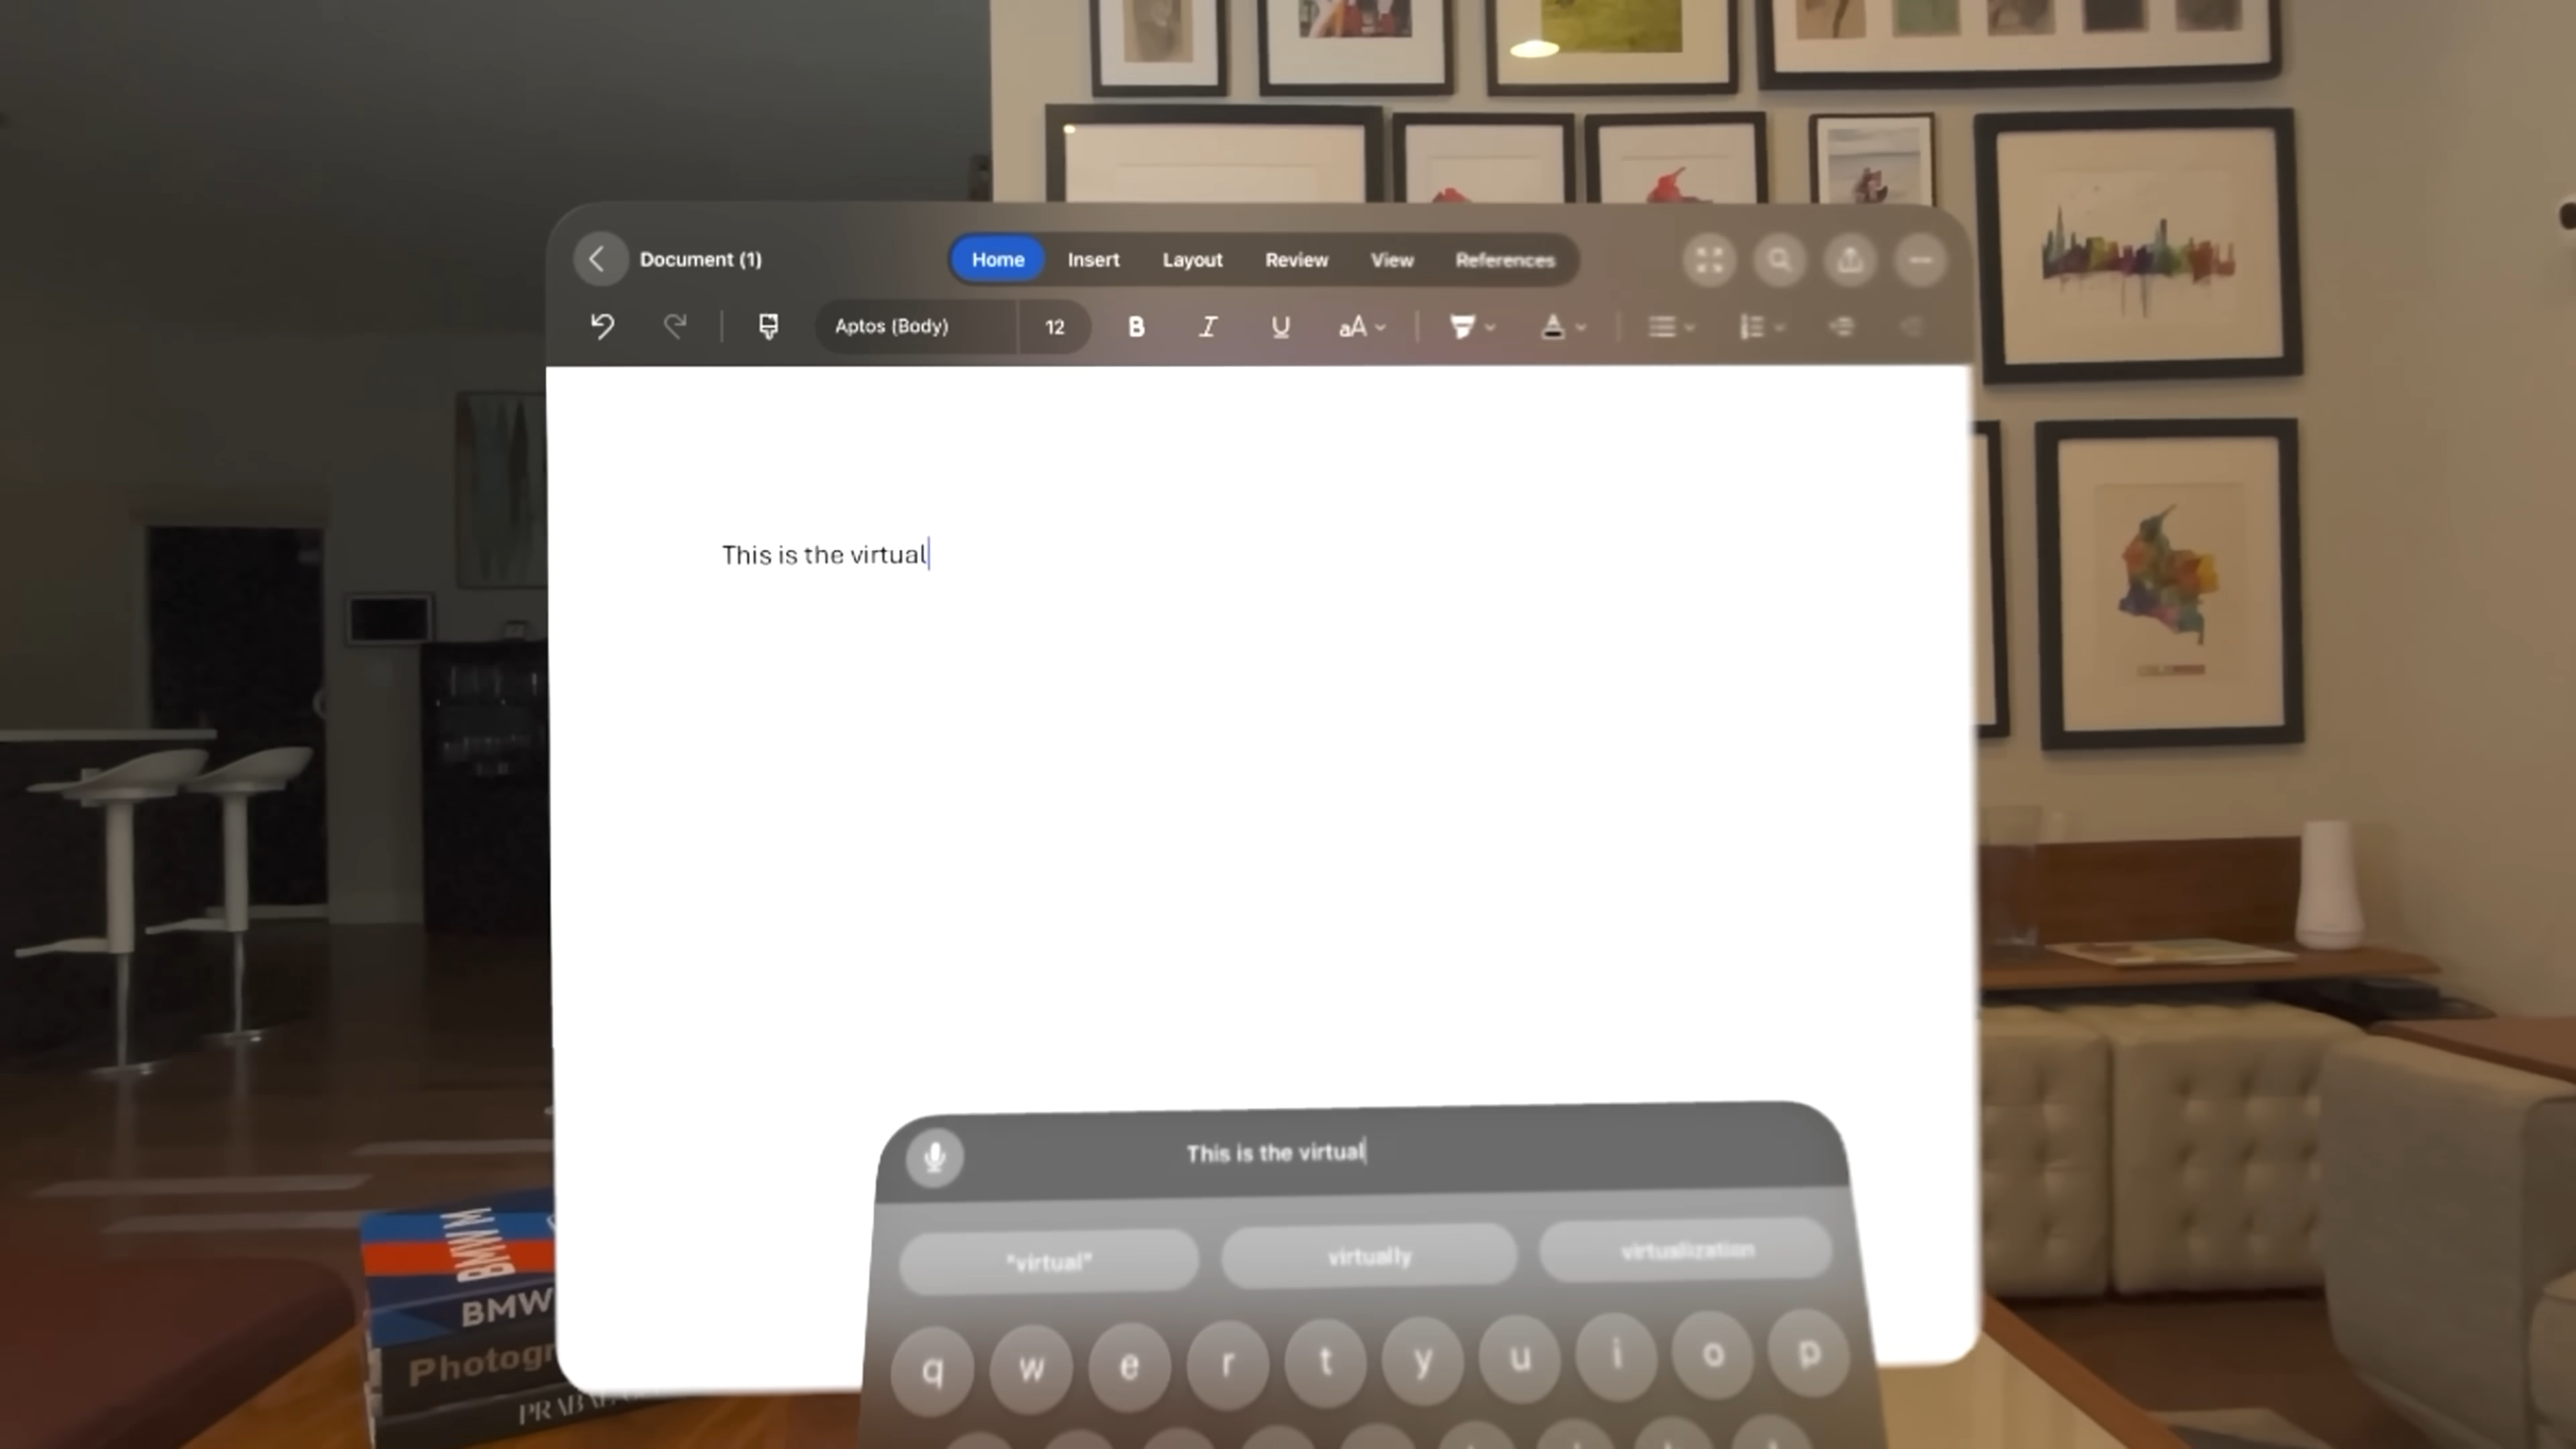 Document (1)
Home Insert Layout Review View References
Aptos (Body) 12 B I U aA A
This is the virtual
This is the virtual
"virtual" virtually virtualization
q w e r t y u i o p
BMW M
BMW
Photogr
PRABA